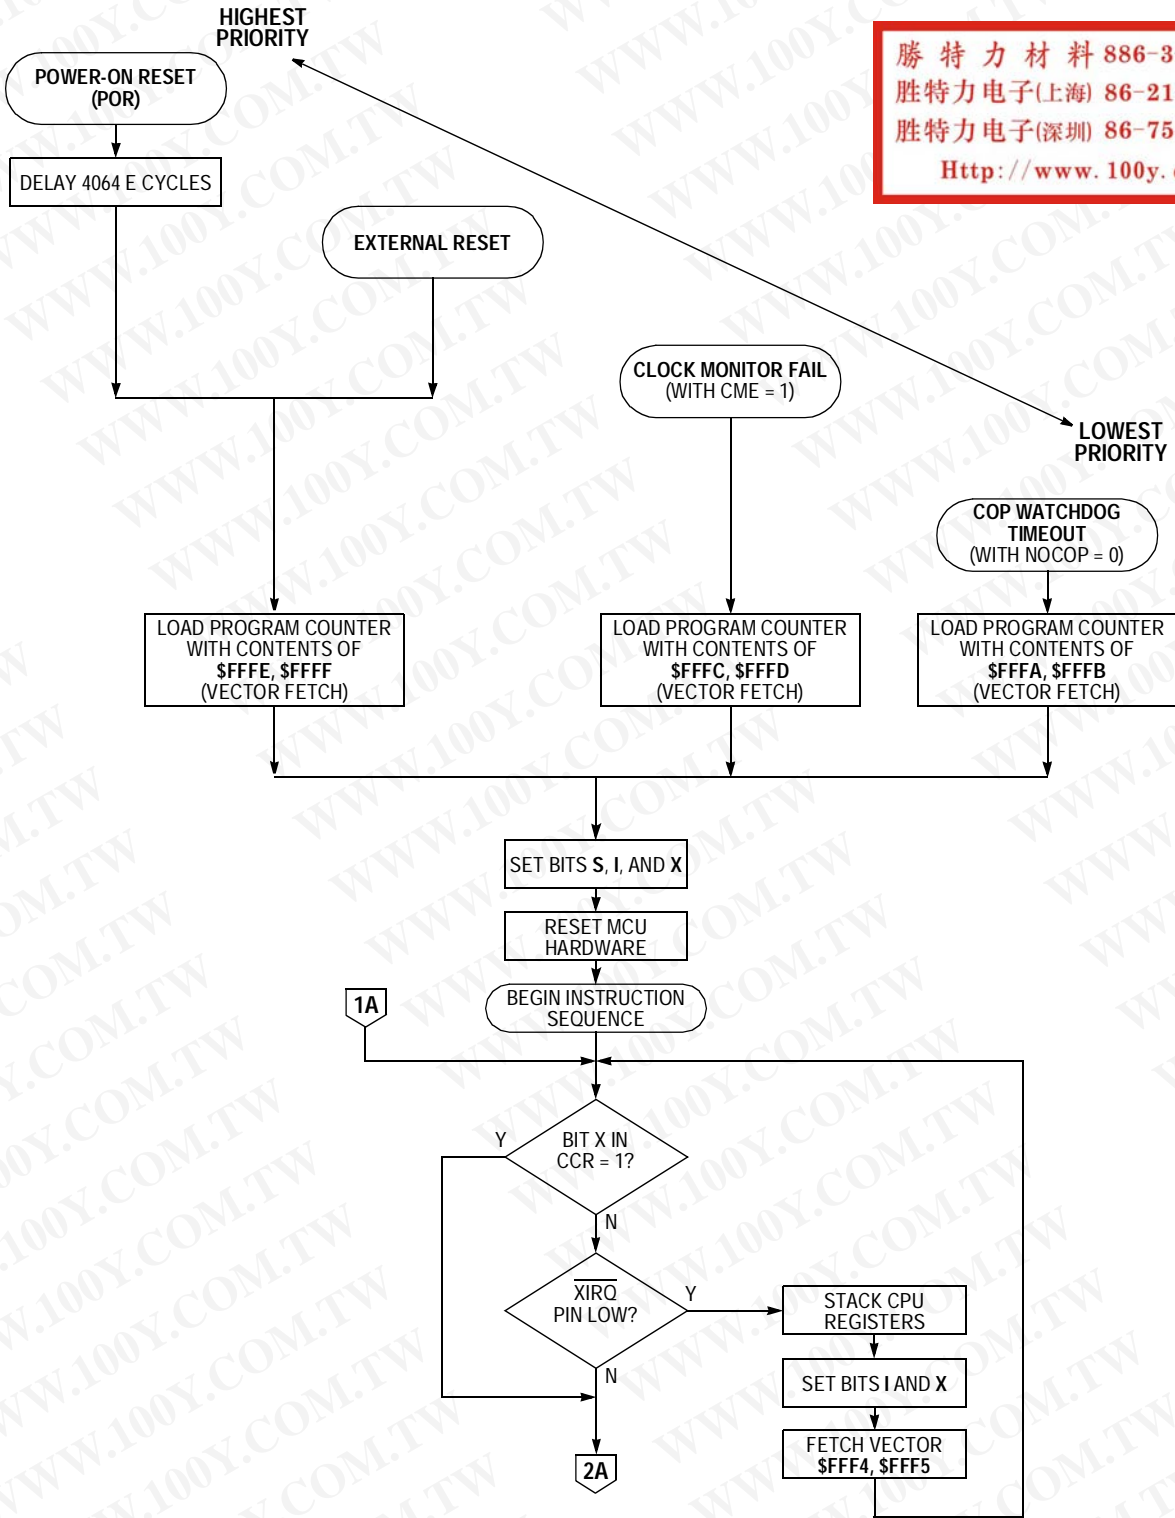 HIGHEST
PRIORITY
勝 特 力 材 料 886-3
胜特力电子(上海) 86-21
胜特力电子(深圳) 86-75
Http://www.100y.
POWER-ON RESET
(POR)
DELAY 4064 E CYCLES
EXTERNAL RESET
CLOCK MONITOR FAIL
(WITH CME = 1)
LOWEST
PRIORITY
COP WATCHDOG
TIMEOUT
(WITH NOCOP = 0)
LOAD PROGRAM COUNTER
WITH CONTENTS OF
$FFFE, $FFFF
(VECTOR FETCH)
LOAD PROGRAM COUNTER
WITH CONTENTS OF
$FFFC, $FFFD
(VECTOR FETCH)
LOAD PROGRAM COUNTER
WITH CONTENTS OF
$FFFA, $FFFB
(VECTOR FETCH)
SET BITS S, I, AND X
RESET MCU
HARDWARE
1A
BEGIN INSTRUCTION
SEQUENCE
Y
BIT X IN
CCR = 1?
N
XIRQ
PIN LOW?
Y
STACK CPU
REGISTERS
N
SET BITS I AND X
2A
FETCH VECTOR
$FFF4, $FFF5
WWW.100Y.COM.TW